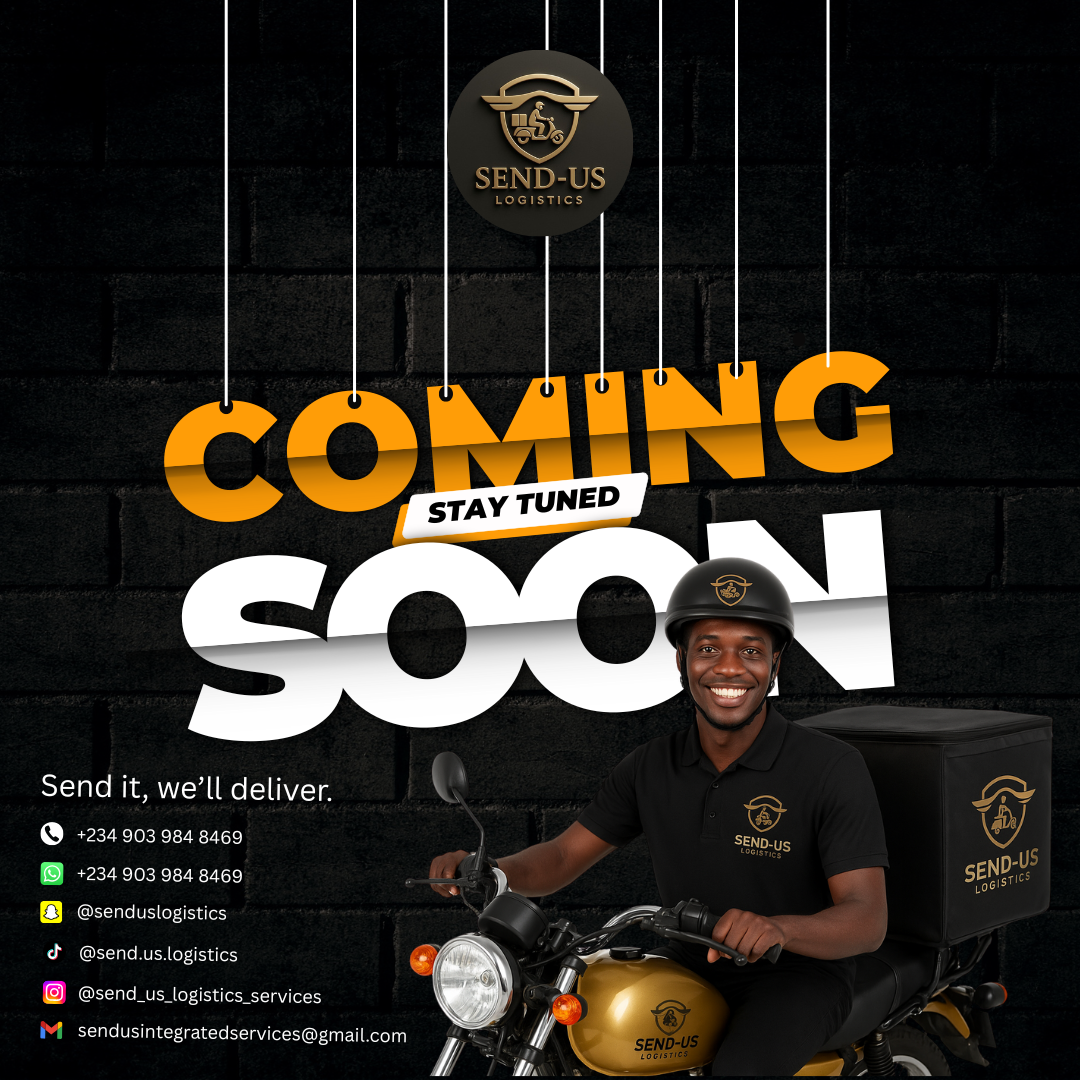 SEND-US
LOGISTICS
COMING
STAY TUNED
SOON
Send it, we’ll deliver.
+234 903 984 8469
+234 903 984 8469
@senduslogistics
@send.us.logistics
@send_us_logistics_services
sendusintegratedservices@gmail.com
SEND-US
LOGISTICS
SEND-US
LOGISTICS
SEND-US
LOGISTICS